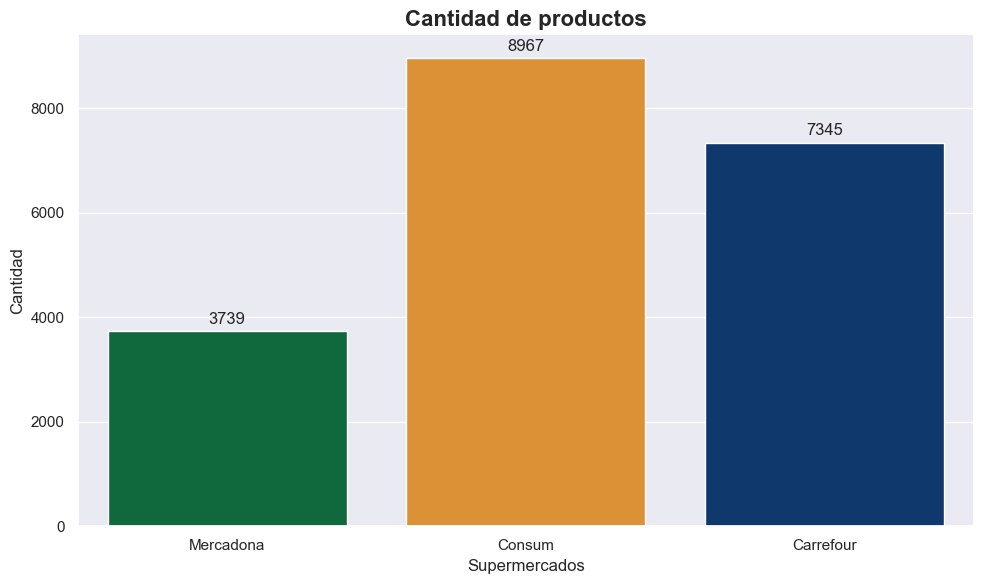 Cantidad de productos
8967
7345
3739
8000
6000
4000
2000
0
Cantidad
Mercadona
Consum
Carrefour
Supermercados